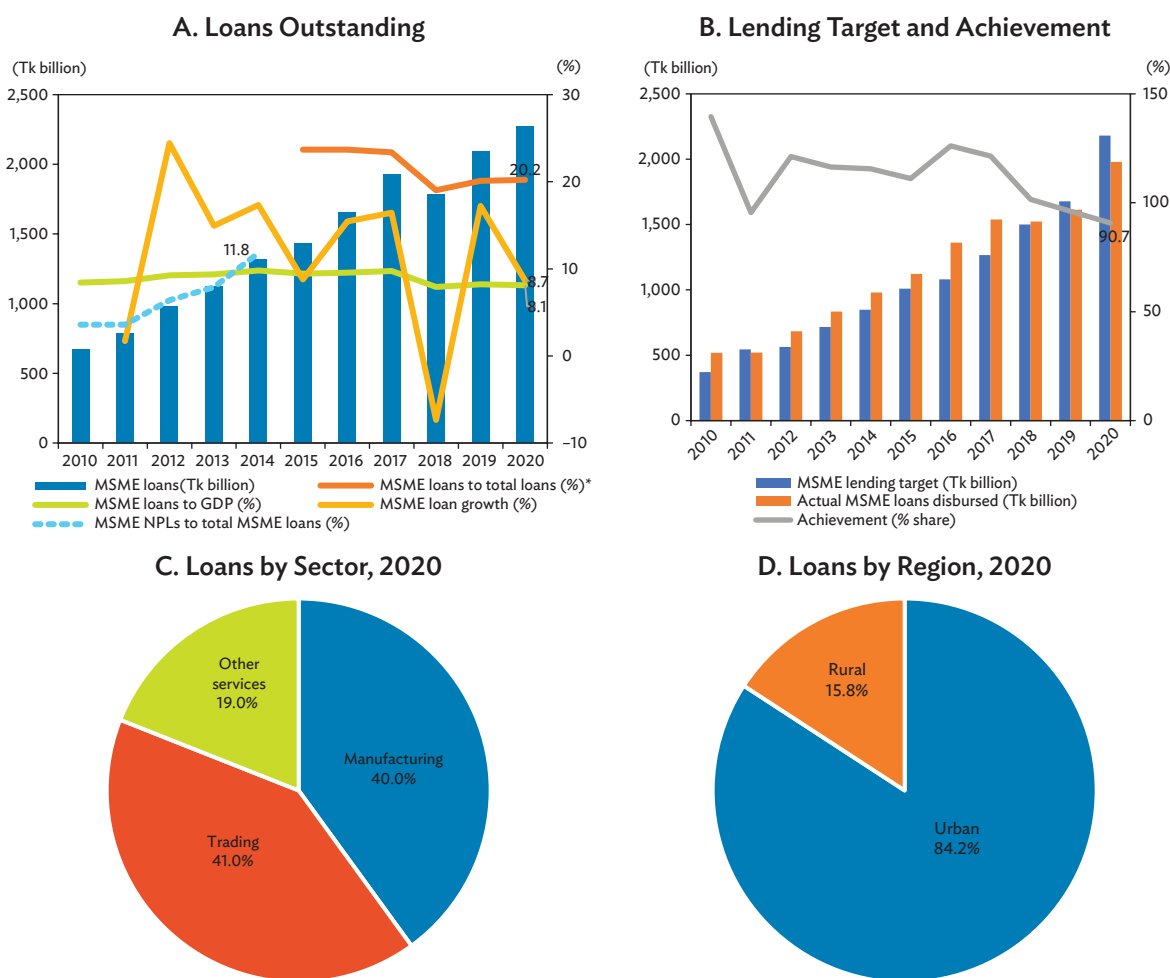 A. Loans Outstanding
(Tk billion)
(%)
2,500
2,000
1,500
1,000
500
0
30
20
10
0
–10
20.2
11.8
8.7
8.1
2010 2011 2012 2013 2014 2015 2016 2017 2018 2019 2020
MSME loans(Tk billion)
MSME loans to total loans (%)*
MSME loans to GDP (%)
MSME loan growth (%)
MSME NPLs to total MSME loans (%)
B. Lending Target and Achievement
(Tk billion)
(%)
2,500
2,000
1,500
1,000
500
0
150
100
50
0
90.7
2010 2011 2012 2013 2014 2015 2016 2017 2018 2019 2020
MSME lending target (Tk billion)
Actual MSME loans disbursed (Tk billion)
Achievement (% share)
C. Loans by Sector, 2020
Other
services
19.0%
Manufacturing
40.0%
Trading
41.0%
D. Loans by Region, 2020
Rural
15.8%
Urban
84.2%